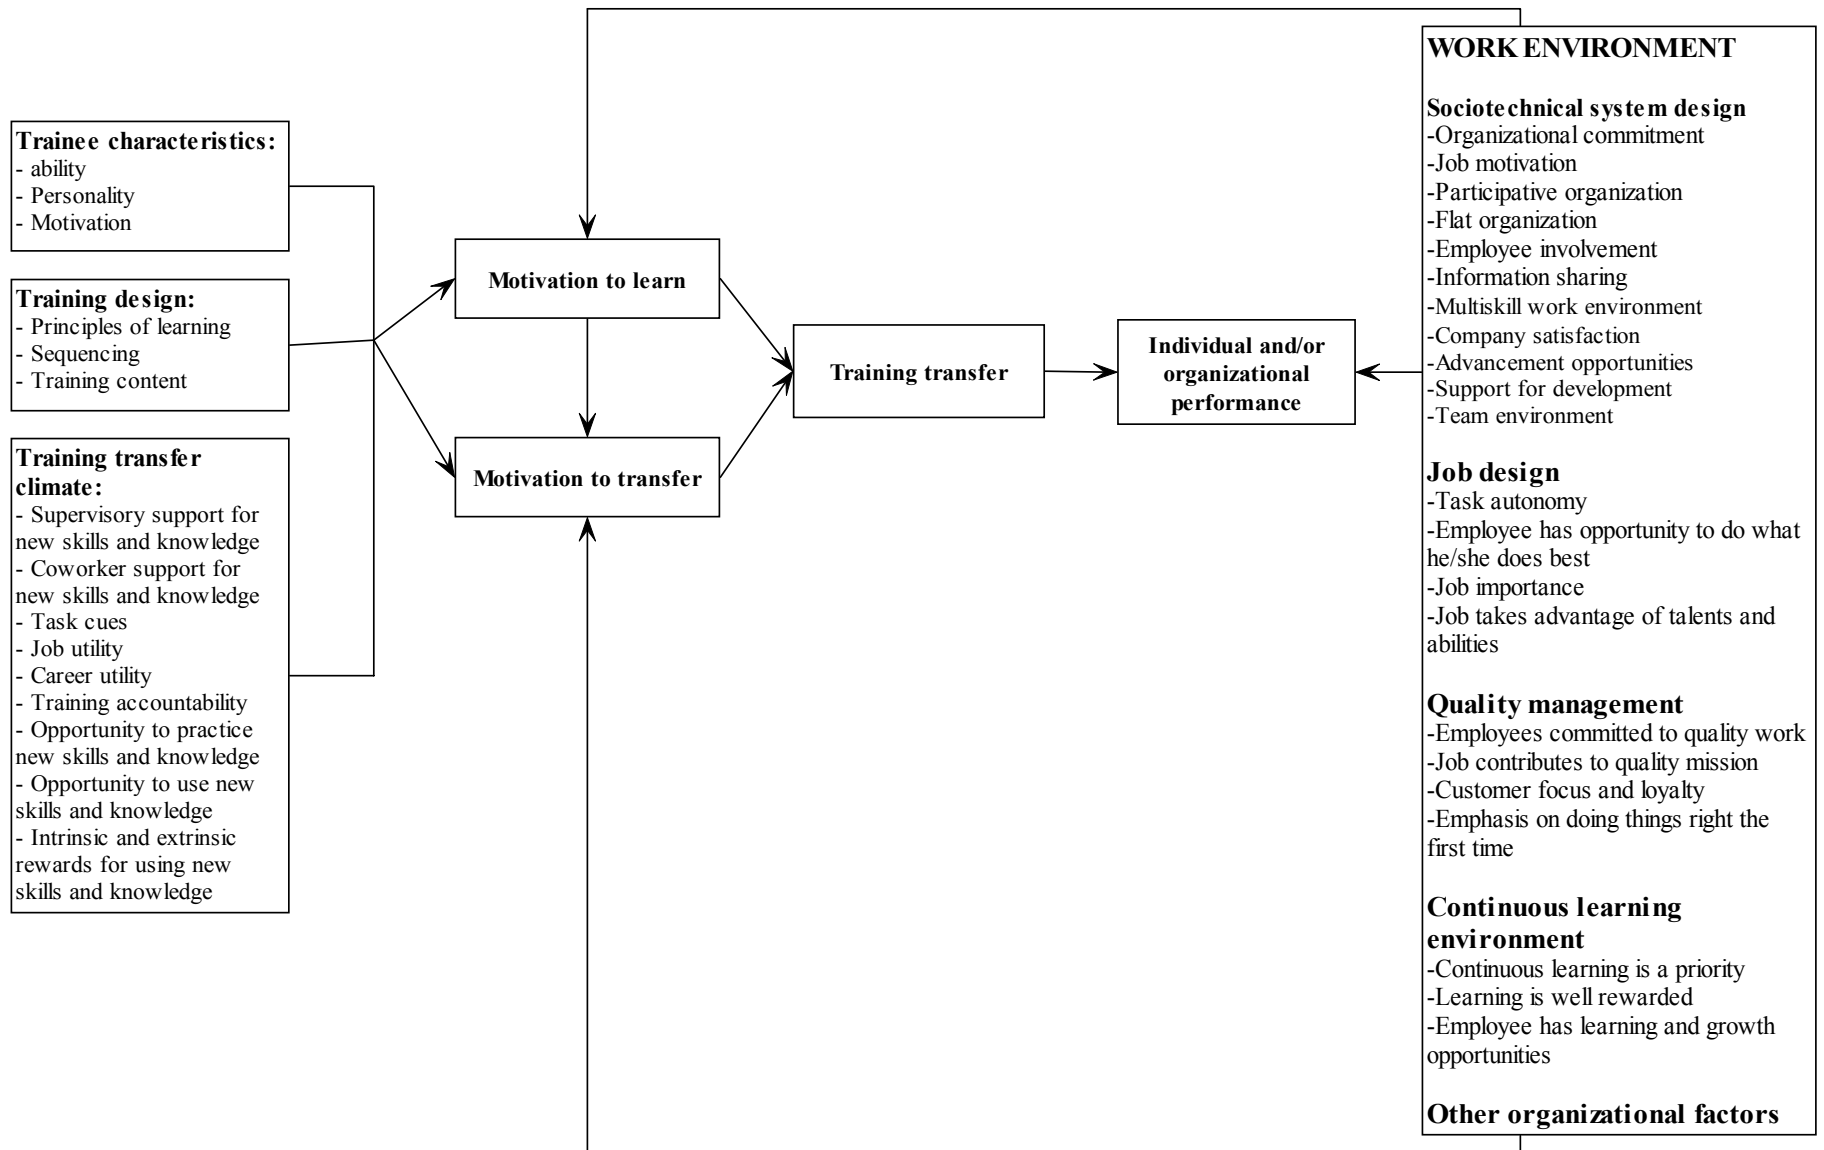 Trainee characteristics:
- ability
- Personality
- Motivation
Training design:
- Principles of learning
- Sequencing
- Training content
Training transfer
climate:
- Supervisory support for
new skills and knowledge
- Coworker support for
new skills and knowledge
- Task cues
- Job utility
- Career utility
- Training accountability
- Opportunity to practice
new skills and knowledge
- Opportunity to use new
skills and knowledge
- Intrinsic and extrinsic
rewards for using new
skills and knowledge
Motivation to learn
Motivation to transfer
Training transfer
Individual and/or
organizational
performance
WORK ENVIRONMENT
Sociotechnical system design
-Organizational commitment
-Job motivation
-Participative organization
-Flat organization
-Employee involvement
-Information sharing
-Multiskill work environment
-Company satisfaction
-Advancement opportunities
-Support for development
-Team environment
Job design
-Task autonomy
-Employee has opportunity to do what
he/she does best
-Job importance
-Job takes advantage of talents and
abilities
Quality management
-Employees committed to quality work
-Job contributes to quality mission
-Customer focus and loyalty
-Emphasis on doing things right the
first time
Continuous learning
environment
-Continuous learning is a priority
-Learning is well rewarded
-Employee has learning and growth
opportunities
Other organizational factors